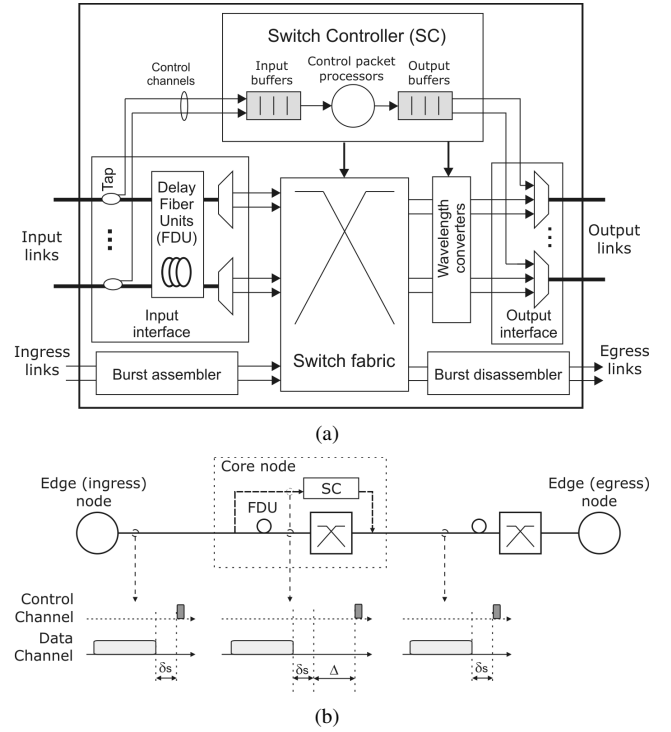 Switch Controller (SC)
Input
buffers
Control packet
processors
Output
buffers
Control
channels
Tap
Delay
Fiber
Units
(FDU)
Input
links
Input
interface
Switch fabric
Wavelength
converters
Output
interface
Output
links
Ingress
links
Burst assembler
Burst disassembler
Egress
links
(a)
Edge (ingress)
node
Core node
SC
FDU
Edge (egress)
node
Control
Channel
Data
Channel
δs
δs
Δ
δs
(b)